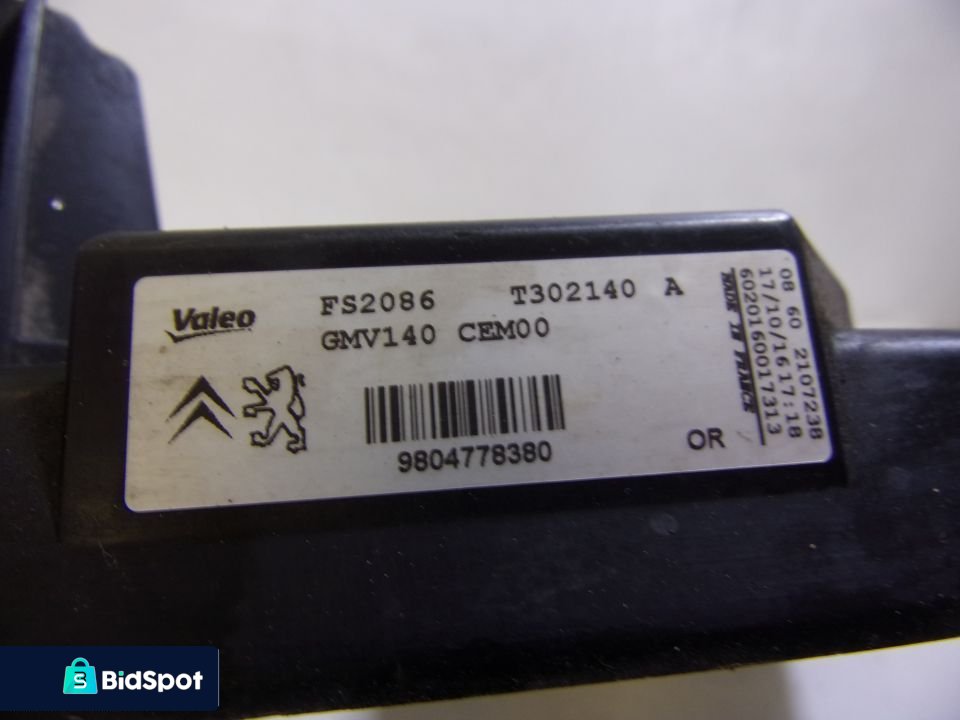 Valeo
FS2086 T302140 A
GMV140 CEM00
9804778380
OR
MADE IN FRANCE
6020160017313
17/10/16 17:18
08 60 2107238
BidSpot